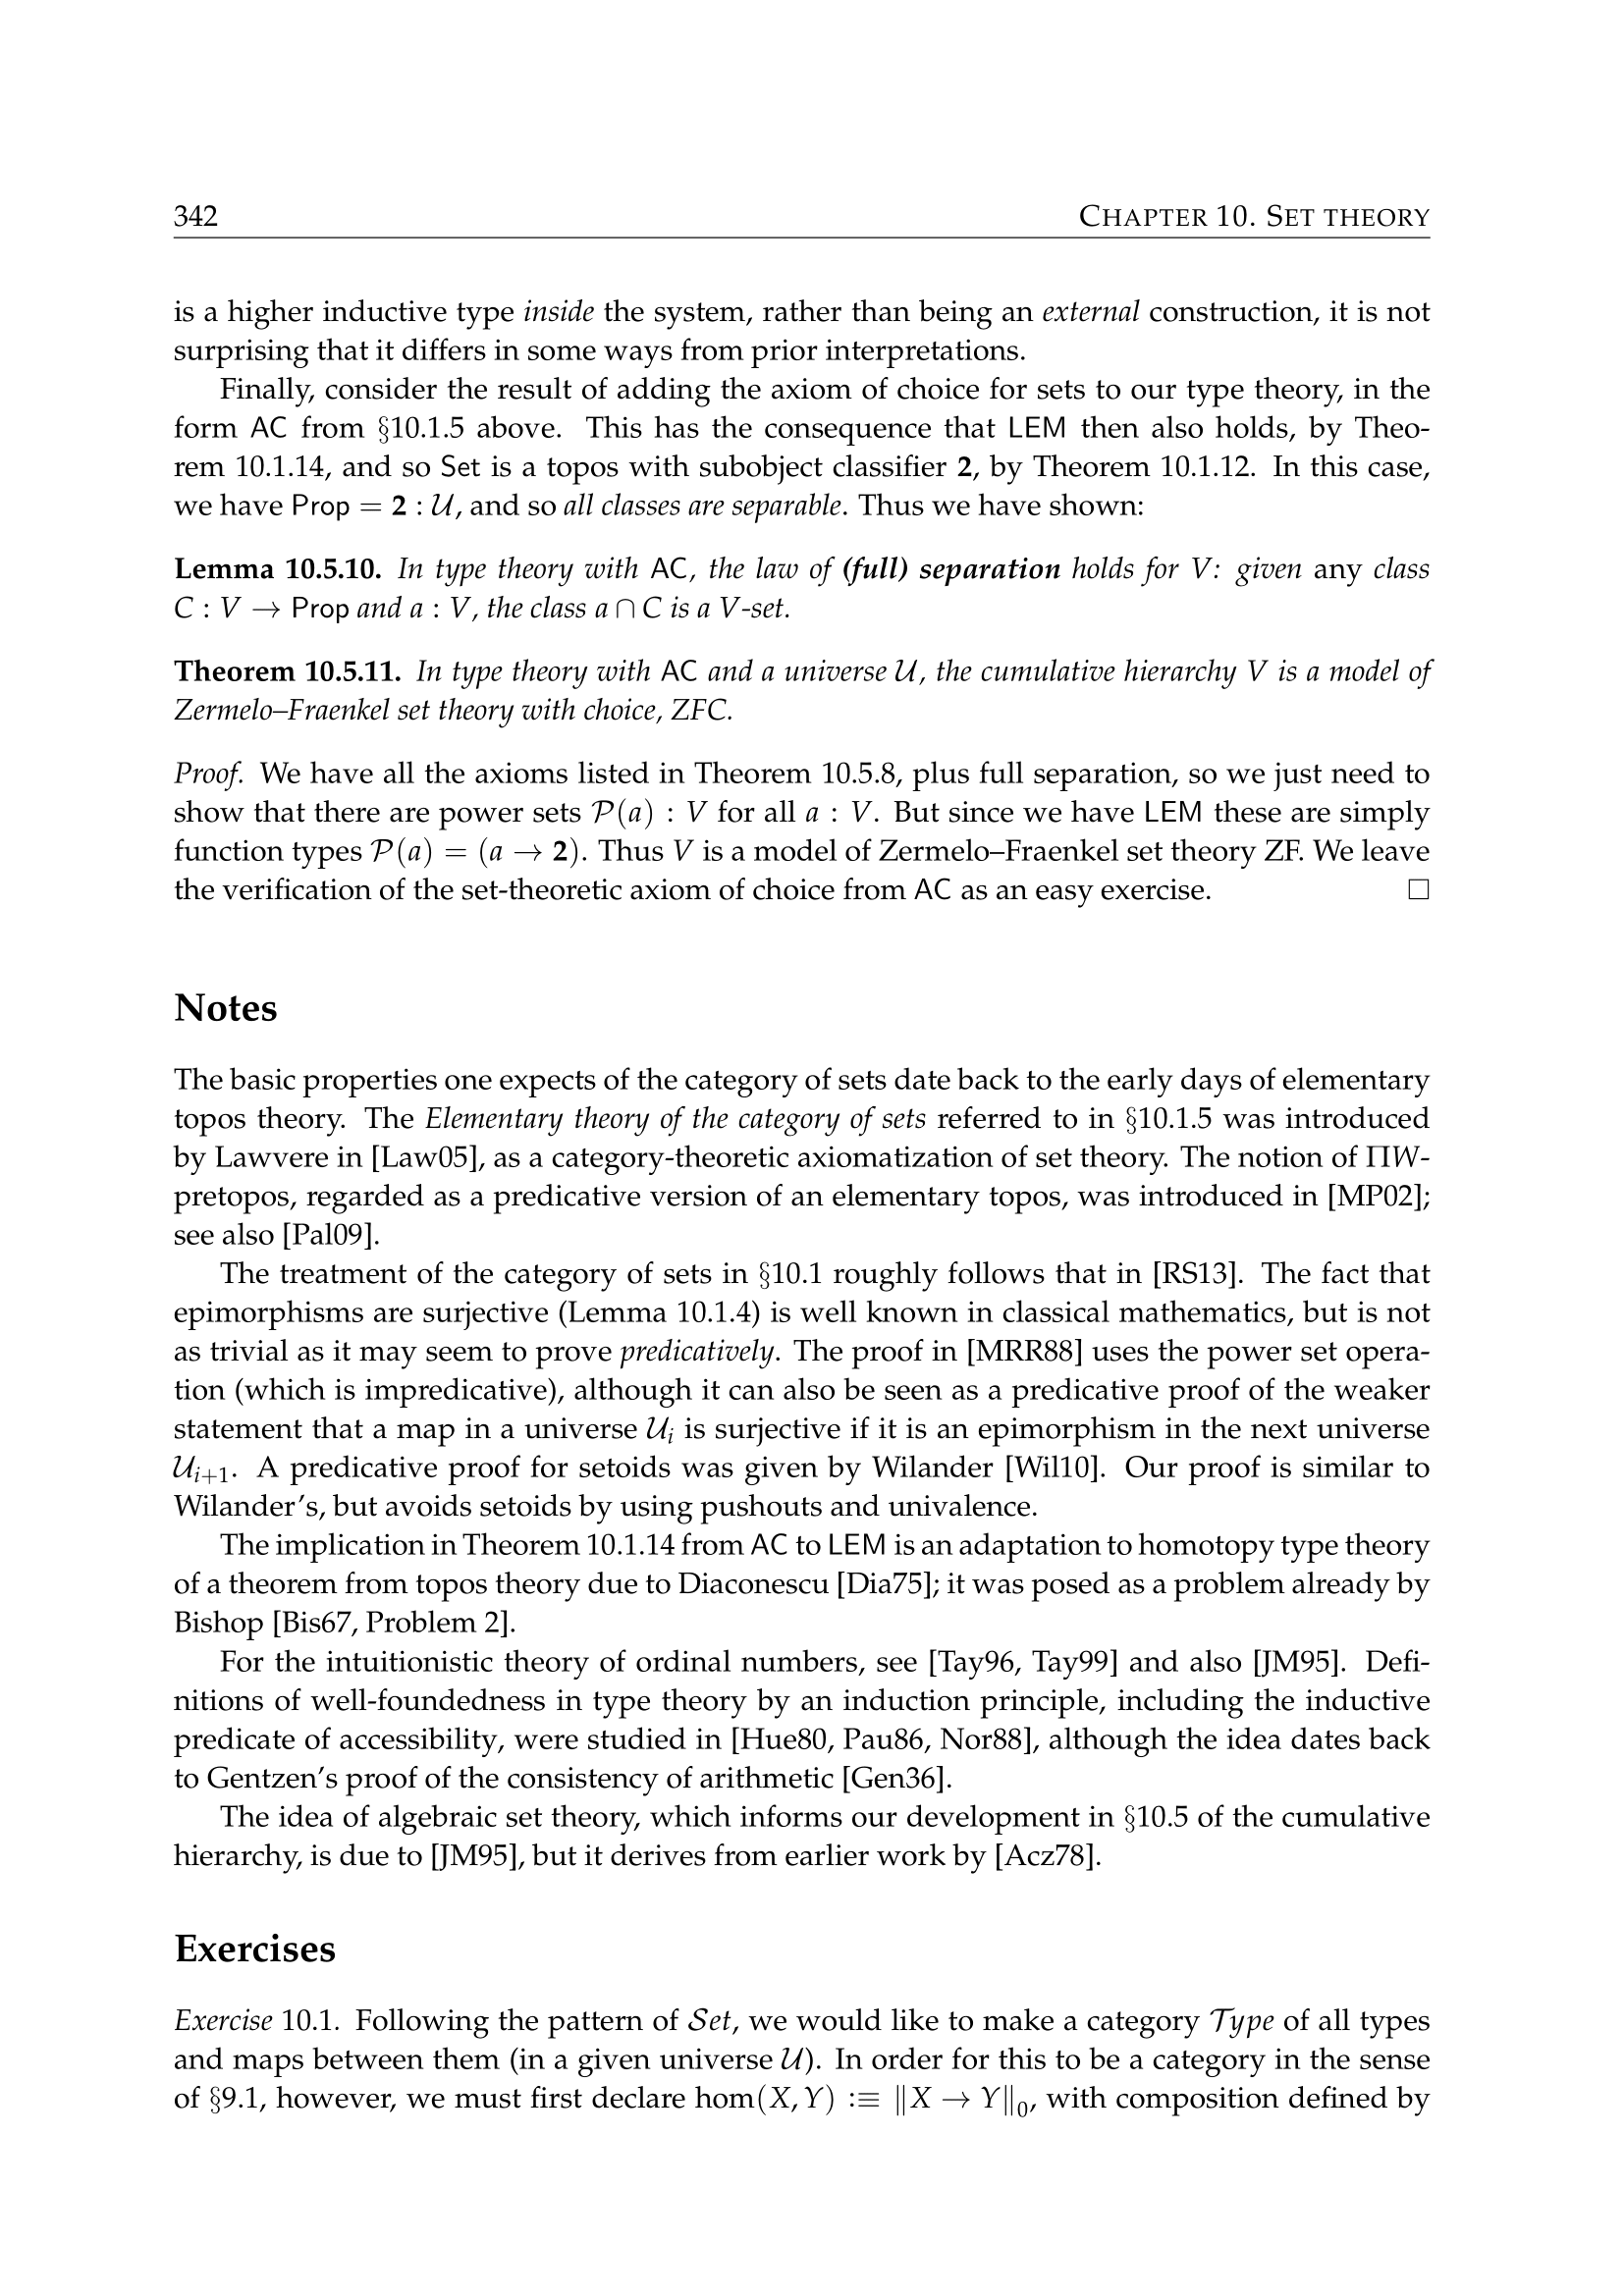 342 CHAPTER 10. SET THEORY
is a higher inductive type inside the system, rather than being an external construction, it is not
surprising that it differs in some ways from prior interpretations.
Finally, consider the result of adding the axiom of choice for sets to our type theory, in the
form AC from §10.1.5 above. This has the consequence that LEM then also holds, by Theo-
rem 10.1.14, and so Set is a topos with subobject classifier 2, by Theorem 10.1.12. In this case,
we have Prop = 2 : 𝒰, and so all classes are separable. Thus we have shown:
Lemma 10.5.10. In type theory with AC, the law of (full) separation holds for V: given any class
C : V → Prop and a : V, the class a ∩ C is a V-set.
Theorem 10.5.11. In type theory with AC and a universe 𝒰, the cumulative hierarchy V is a model of
Zermelo–Fraenkel set theory with choice, ZFC.
Proof. We have all the axioms listed in Theorem 10.5.8, plus full separation, so we just need to
show that there are power sets 𝒫(a) : V for all a : V. But since we have LEM these are simply
function types 𝒫(a) = (a → 2). Thus V is a model of Zermelo–Fraenkel set theory ZF. We leave
the verification of the set-theoretic axiom of choice from AC as an easy exercise. □
Notes
The basic properties one expects of the category of sets date back to the early days of elementary
topos theory. The Elementary theory of the category of sets referred to in §10.1.5 was introduced
by Lawvere in [Law05], as a category-theoretic axiomatization of set theory. The notion of ΠW-
pretopos, regarded as a predicative version of an elementary topos, was introduced in [MP02];
see also [Pal09].
The treatment of the category of sets in §10.1 roughly follows that in [RS13]. The fact that
epimorphisms are surjective (Lemma 10.1.4) is well known in classical mathematics, but is not
as trivial as it may seem to prove predicatively. The proof in [MRR88] uses the power set opera-
tion (which is impredicative), although it can also be seen as a predicative proof of the weaker
statement that a map in a universe 𝒰ᵢ is surjective if it is an epimorphism in the next universe
𝒰ᵢ₊₁. A predicative proof for setoids was given by Wilander [Wil10]. Our proof is similar to
Wilander's, but avoids setoids by using pushouts and univalence.
The implication in Theorem 10.1.14 from AC to LEM is an adaptation to homotopy type theory
of a theorem from topos theory due to Diaconescu [Dia75]; it was posed as a problem already by
Bishop [Bis67, Problem 2].
For the intuitionistic theory of ordinal numbers, see [Tay96, Tay99] and also [JM95]. Defi-
nitions of well-foundedness in type theory by an induction principle, including the inductive
predicate of accessibility, were studied in [Hue80, Pau86, Nor88], although the idea dates back
to Gentzen's proof of the consistency of arithmetic [Gen36].
The idea of algebraic set theory, which informs our development in §10.5 of the cumulative
hierarchy, is due to [JM95], but it derives from earlier work by [Acz78].
Exercises
Exercise 10.1. Following the pattern of 𝒮et, we would like to make a category 𝒯ype of all types
and maps between them (in a given universe 𝒰). In order for this to be a category in the sense
of §9.1, however, we must first declare hom(X, Y) :≡ ‖X → Y‖₀, with composition defined by